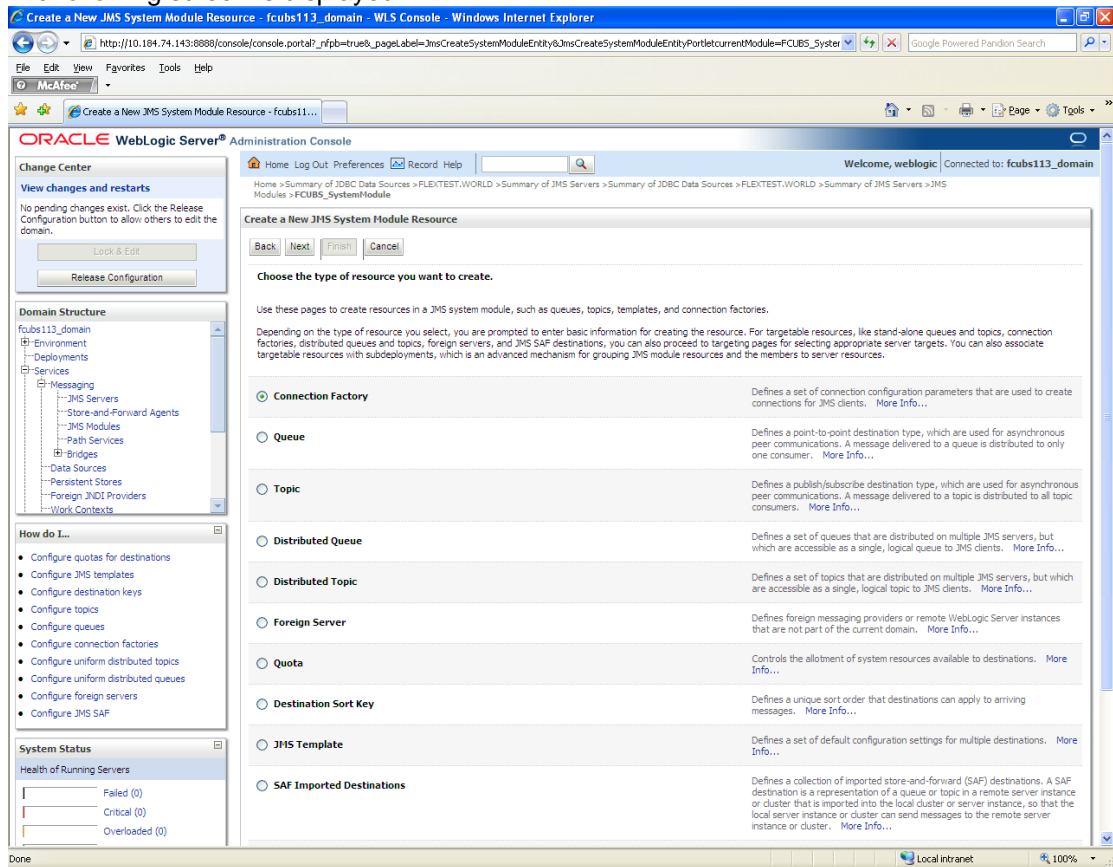 Create a New JMS System Module Resource - fcubs113_domain - WLS Console - Windows Internet Explorer
http://10.184.74.143:8888/console/console.portal?_nfpb=true&_pageLabel=JmsCreateSystemModuleEntity&JmsCreateSystemModuleEntityPortletcurrentModule=FCUBS_System
Google Powered Pandion Search
File Edit View Favorites Tools Help
McAfee
Create a New JMS System Module Resource - fcubs11...
Page Tools
ORACLE WebLogic Server® Administration Console
Change Center
View changes and restarts
No pending changes exist. Click the Release
Configuration button to allow others to edit the
domain.
Lock & Edit
Release Configuration
Domain Structure
fcubs113_domain
Environment
Deployments
Services
Messaging
JMS Servers
Store-and-Forward Agents
JMS Modules
Path Services
Bridges
Data Sources
Persistent Stores
Foreign JNDI Providers
Work Contexts
How do I...
Configure quotas for destinations
Configure JMS templates
Configure destination keys
Configure topics
Configure queues
Configure connection factories
Configure uniform distributed topics
Configure uniform distributed queues
Configure foreign servers
Configure JMS SAF
System Status
Health of Running Servers
Failed (0)
Critical (0)
Overloaded (0)
Home Log Out Preferences Record Help
Welcome, weblogic Connected to: fcubs113_domain
Home >Summary of JDBC Data Sources >FLEXTEST.WORLD >Summary of JMS Servers >Summary of JDBC Data Sources >FLEXTEST.WORLD >Summary of JMS Servers >JMS
Modules >FCUBS_SystemModule
Create a New JMS System Module Resource
Back Next Finish Cancel
Choose the type of resource you want to create.
Use these pages to create resources in a JMS system module, such as queues, topics, templates, and connection factories.
Depending on the type of resource you select, you are prompted to enter basic information for creating the resource. For targetable resources, like stand-alone queues and topics, connection
factories, distributed queues and topics, foreign servers, and JMS SAF destinations, you can also proceed to targeting pages for selecting appropriate server targets. You can also associate
targetable resources with subdeployments, which is an advanced mechanism for grouping JMS module resources and the members to server resources.
Connection Factory
Defines a set of connection configuration parameters that are used to create
connections for JMS clients. More Info...
Queue
Defines a point-to-point destination type, which are used for asynchronous
peer communications. A message delivered to a queue is distributed to only
one consumer. More Info...
Topic
Defines a publish/subscribe destination type, which are used for asynchronous
peer communications. A message delivered to a topic is distributed to all topic
consumers. More Info...
Distributed Queue
Defines a set of queues that are distributed on multiple JMS servers, but
which are accessible as a single, logical queue to JMS clients. More Info...
Distributed Topic
Defines a set of topics that are distributed on multiple JMS servers, but which
are accessible as a single, logical topic to JMS clients. More Info...
Foreign Server
Defines foreign messaging providers or remote WebLogic Server instances
that are not part of the current domain. More Info...
Quota
Controls the allotment of system resources available to destinations. More
Info...
Destination Sort Key
Defines a unique sort order that destinations can apply to arriving
messages. More Info...
JMS Template
Defines a set of default configuration settings for multiple destinations. More
Info...
SAF Imported Destinations
Defines a collection of imported store-and-forward (SAF) destinations. A SAF
destination is a representation of a queue or topic in a remote server instance
or cluster that is imported into the local cluster or server instance, so that the
local server instance or cluster can send messages to the remote server
instance or cluster. More Info...
Done
Local intranet
100%